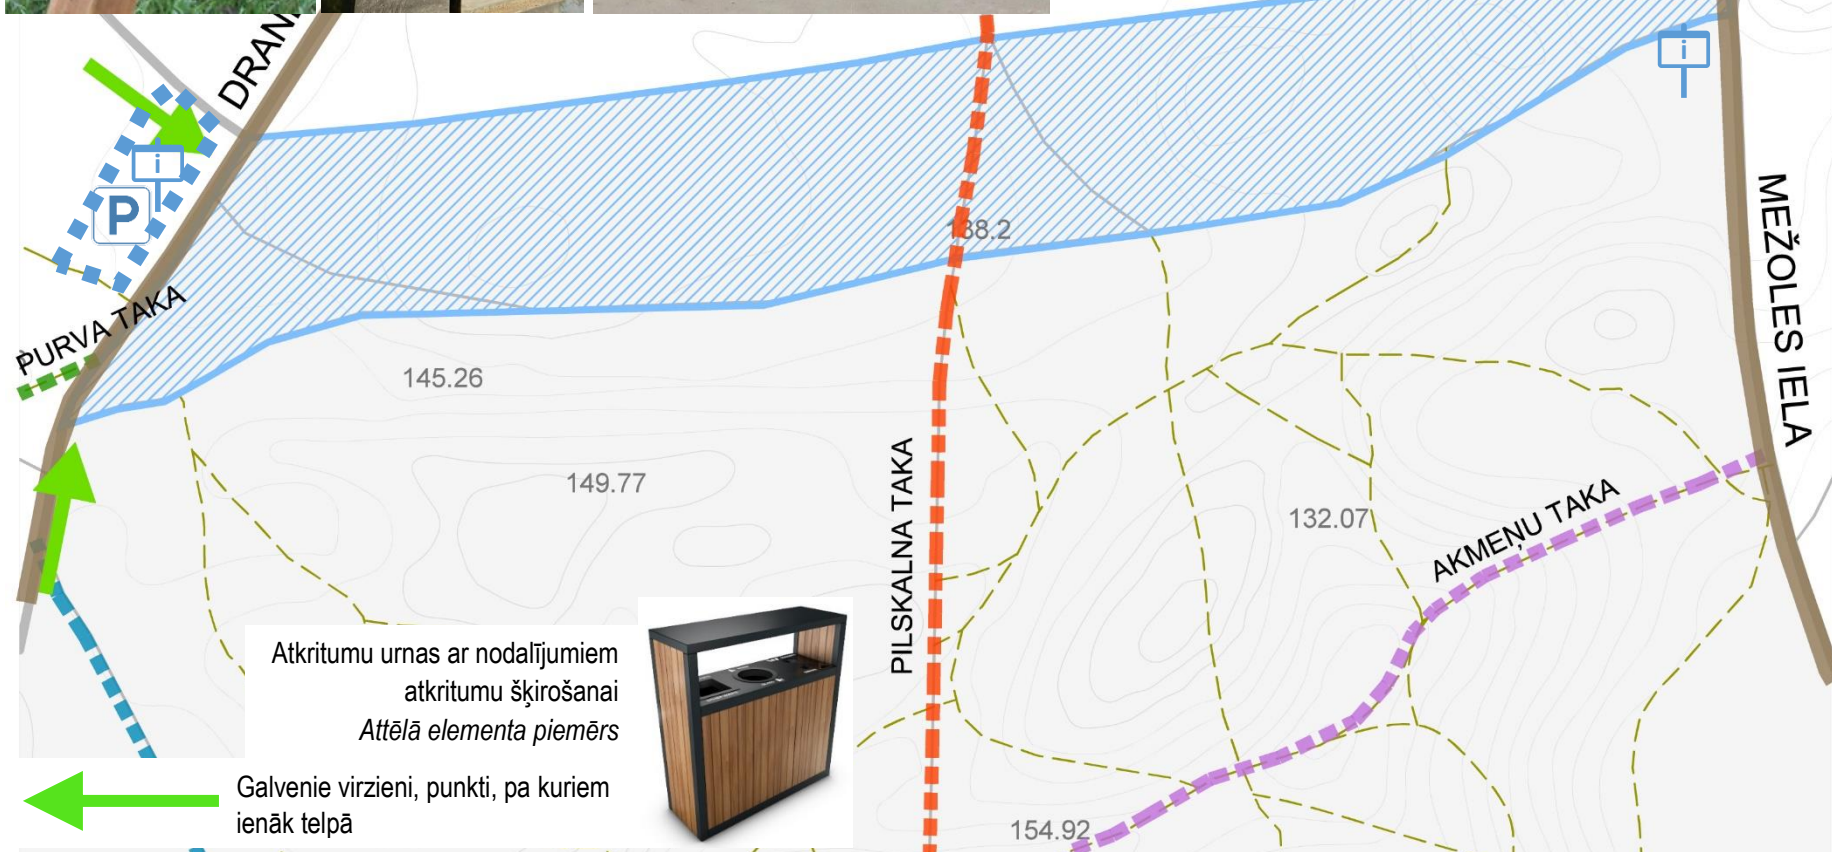 i
i
P
PURVA TAKA
138.2
MEŽOLES IELA
145.26
149.77
PILSKALNA TAKA
132.07
AKMEŅU TAKA
Atkritumu urnas ar nodalījumiem
atkritumu šķirošanai
Attēlā elementa piemērs
Galvenie virzieni, punkti, pa kuriem
ienāk telpā
154.92